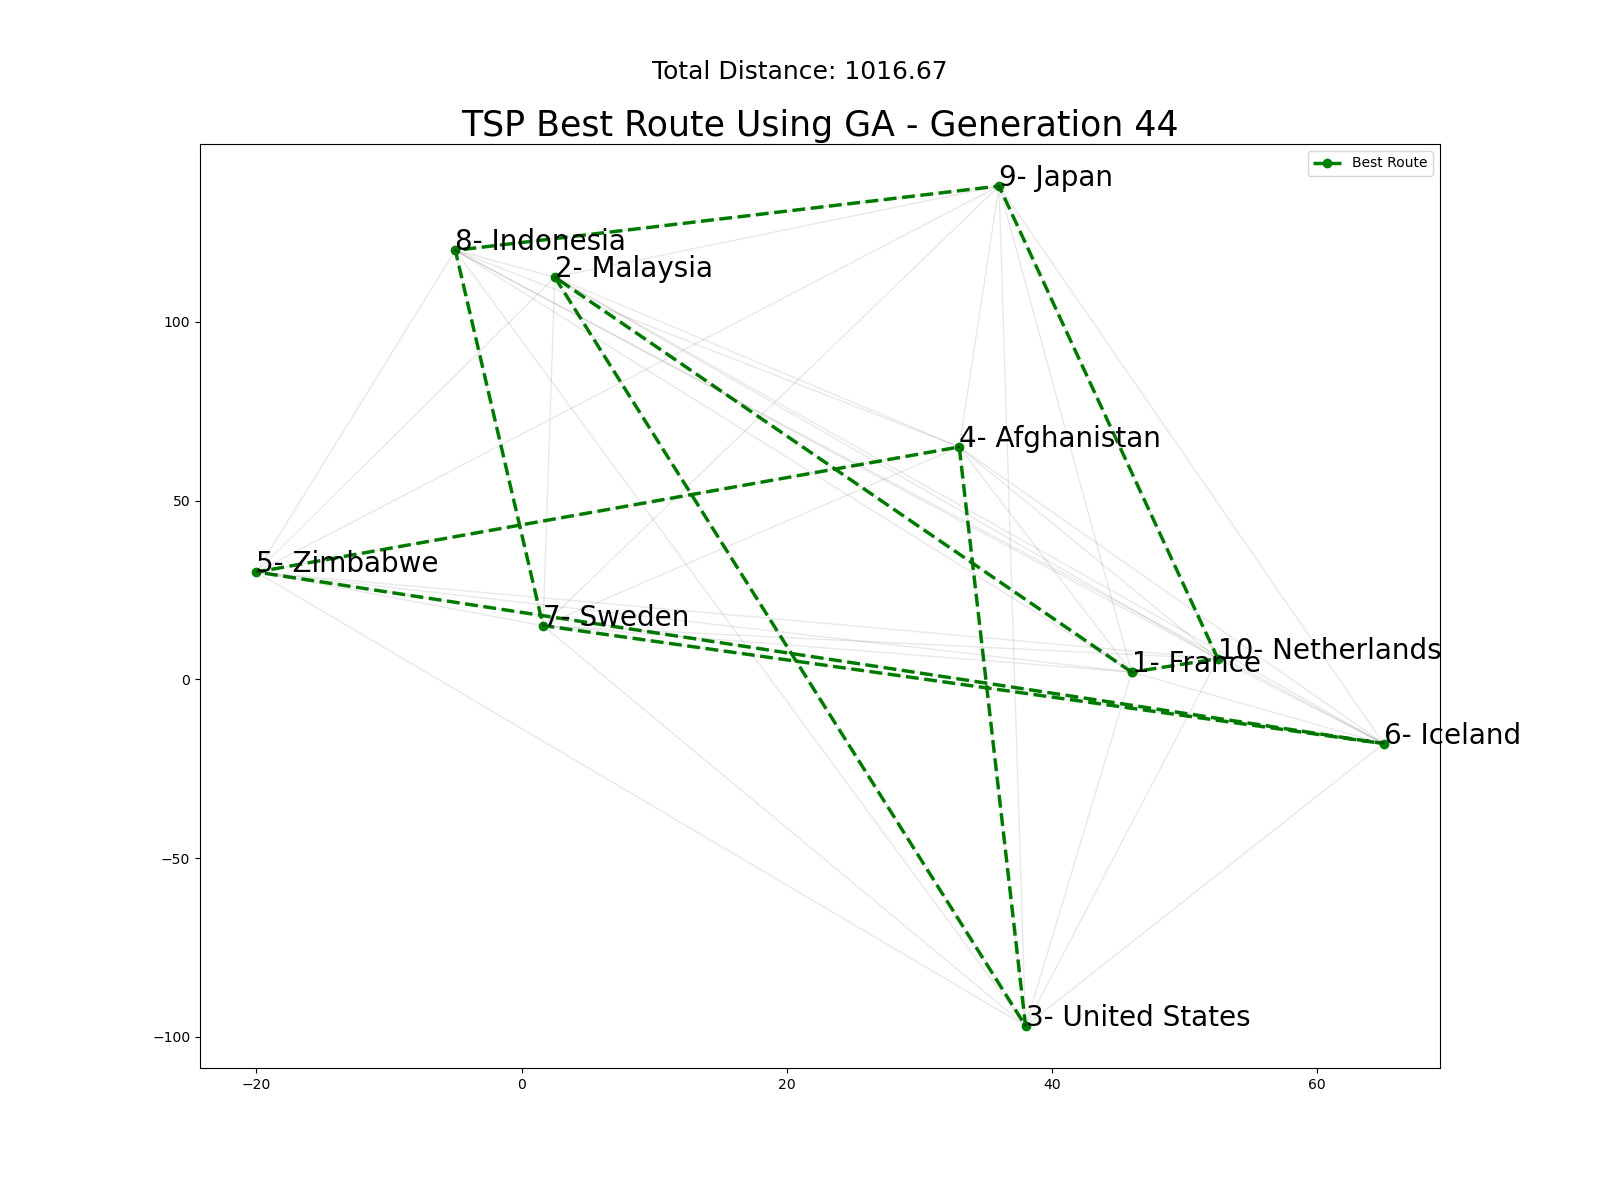 Total Distance: 1016.67
TSP Best Route Using GA - Generation 44
Best Route
9- Japan
8- Indonesia
2- Malaysia
100
4- Afghanistan
50
5- Zimbabwe
7- Sweden
10- Netherlands
1- France
0
6- Iceland
−50
3- United States
−100
−20 0 20 40 60